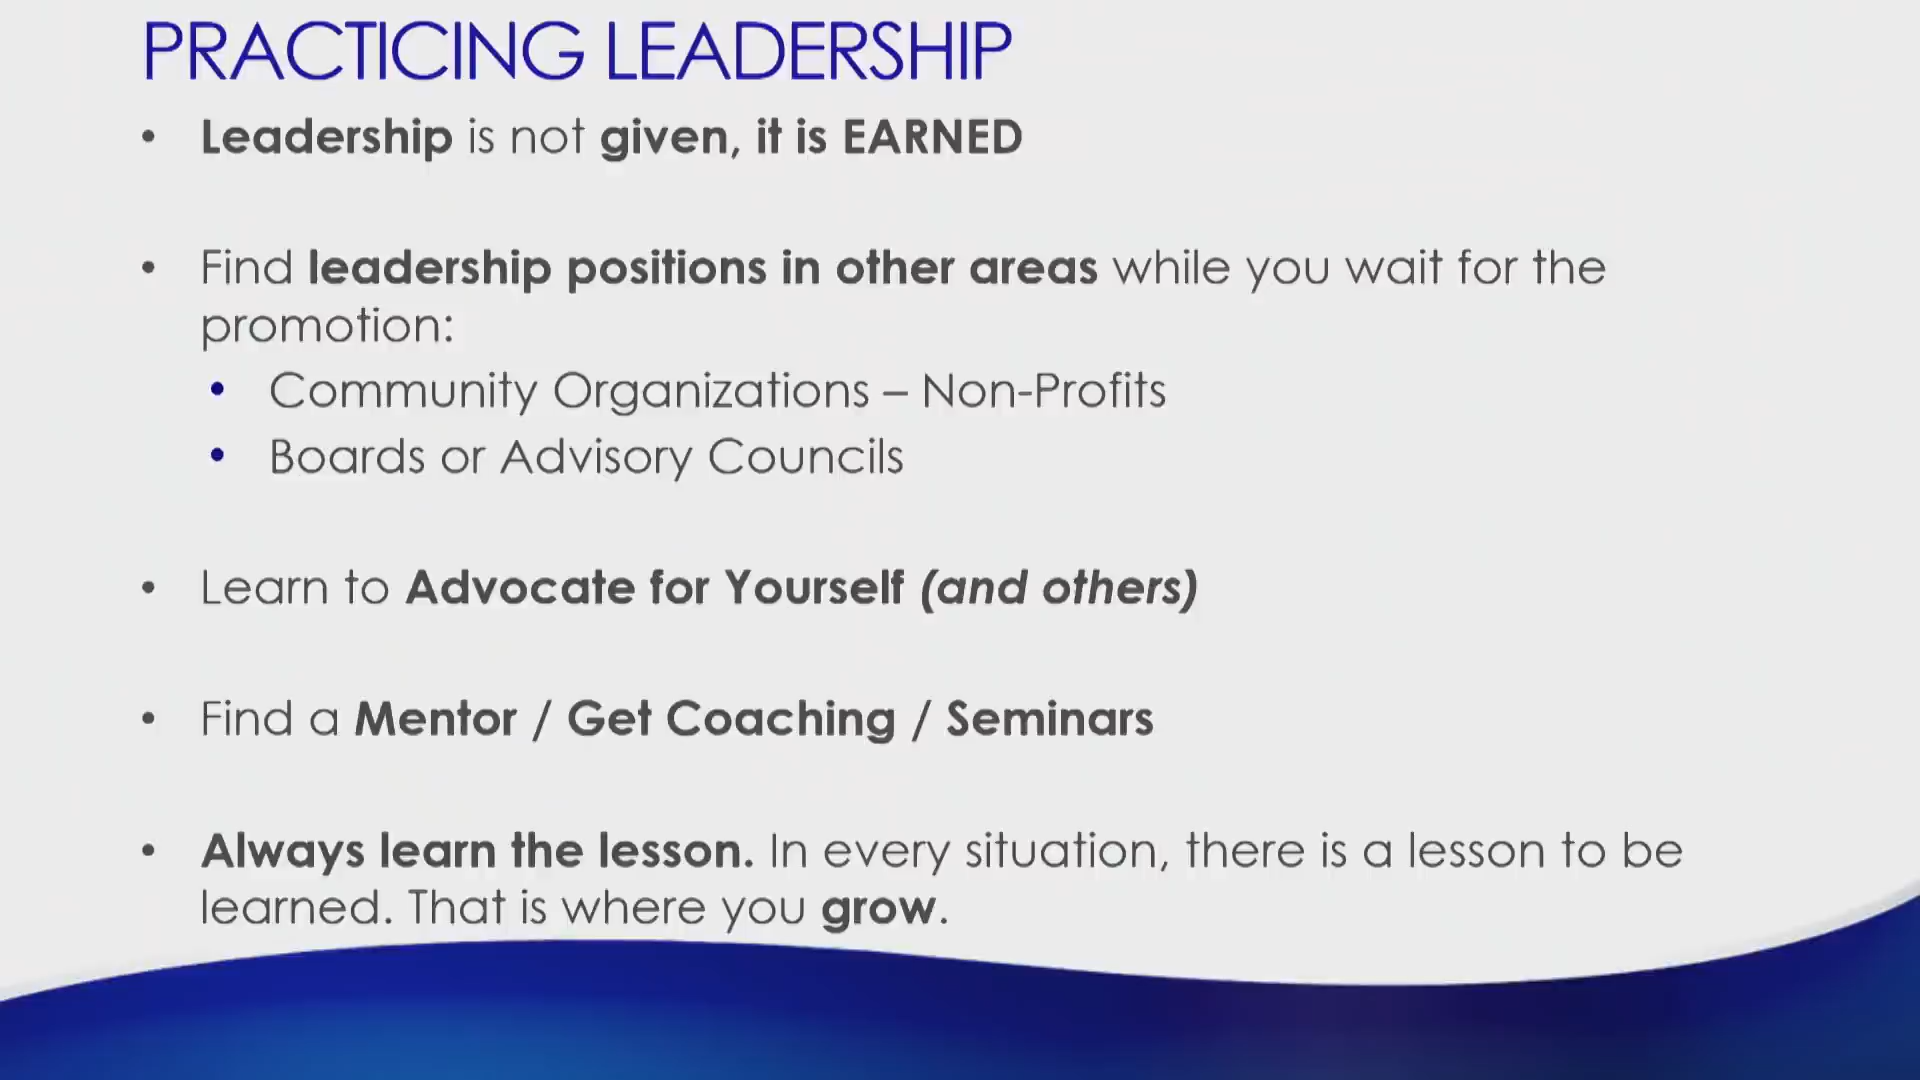 PRACTICING LEADERSHIP
• Leadership is not given, it is EARNED
• Find leadership positions in other areas while you wait for the
promotion:
• Community Organizations – Non-Profits
• Boards or Advisory Councils
• Learn to Advocate for Yourself (and others)
• Find a Mentor / Get Coaching / Seminars
• Always learn the lesson. In every situation, there is a lesson to be
learned. That is where you grow.